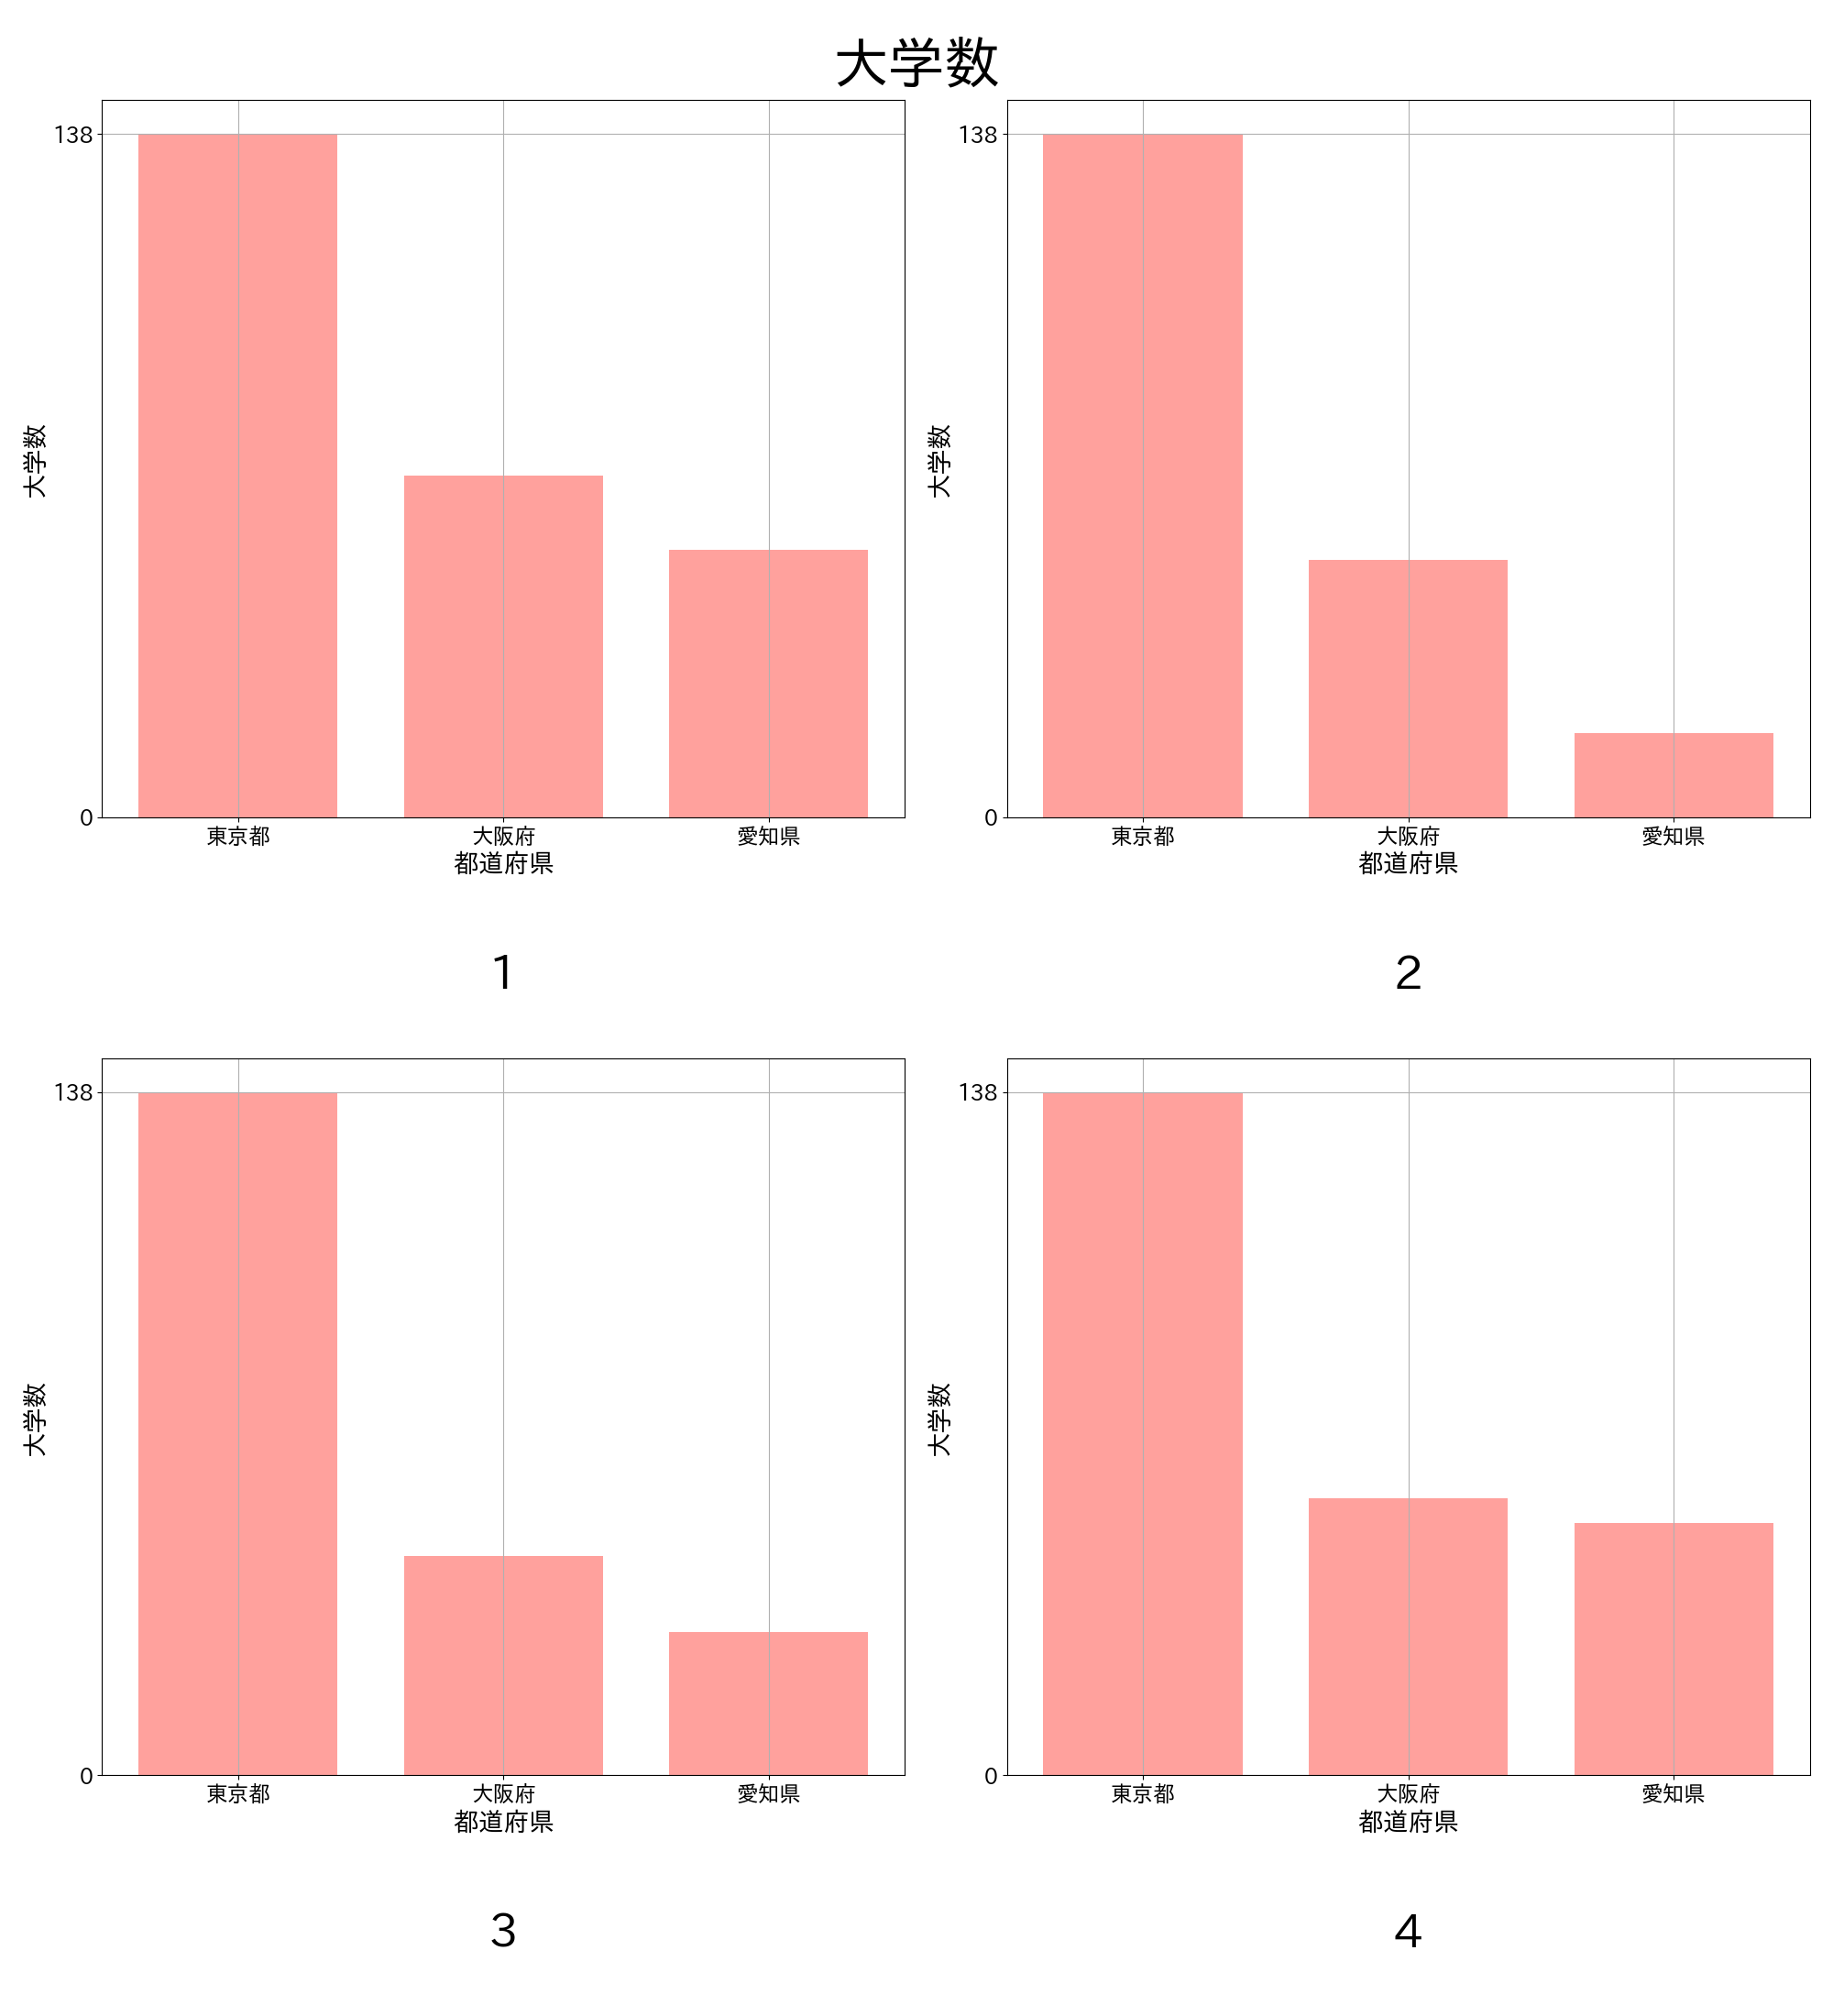 大学数
138
大学数
0
東京都 大阪府 愛知県
都道府県
1
138
大学数
0
東京都 大阪府 愛知県
都道府県
2
138
大学数
0
東京都 大阪府 愛知県
都道府県
3
138
大学数
0
東京都 大阪府 愛知県
都道府県
4